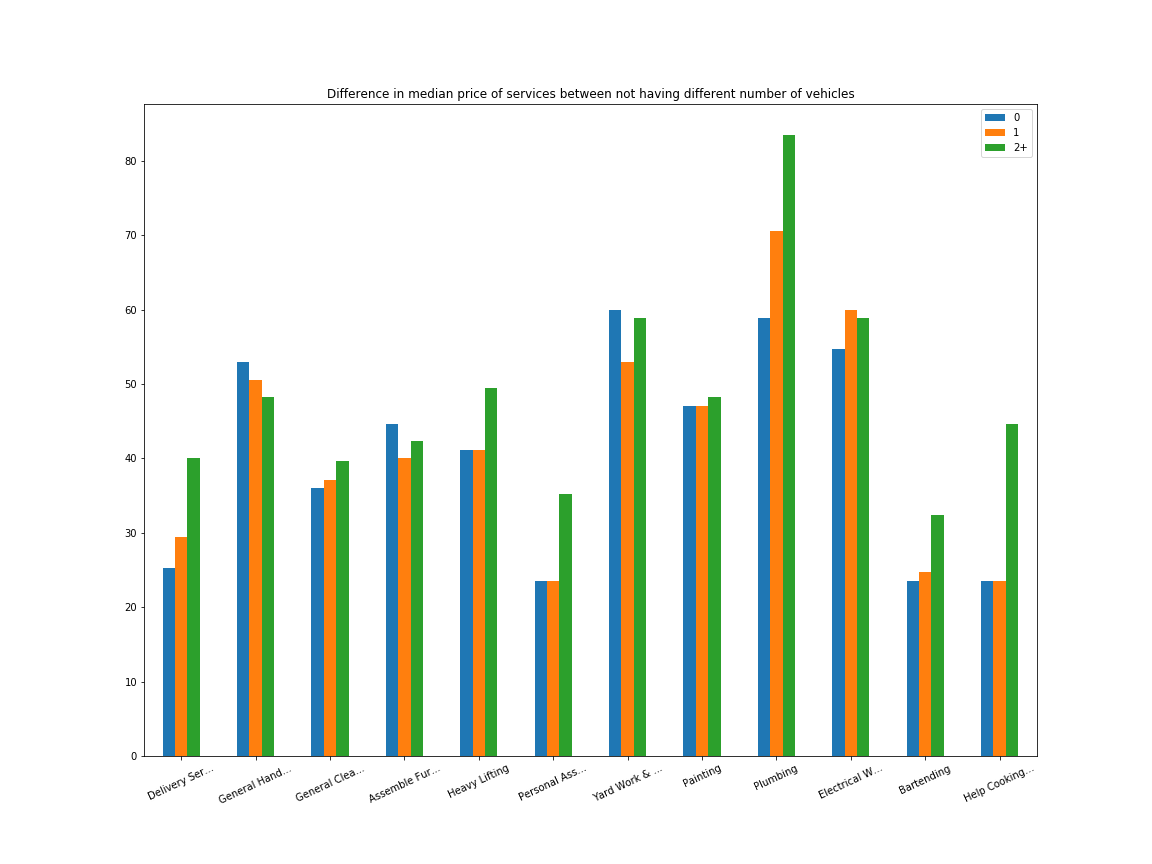 Difference in median price of services between not having different number of vehicles
0
1
2+
80
70
60
50
40
30
20
10
0
Delivery Ser...
General Hand...
General Clea...
Assemble Fur...
Heavy Lifting
Personal Ass...
Yard Work & ...
Painting
Plumbing
Electrical W...
Bartending
Help Cooking...